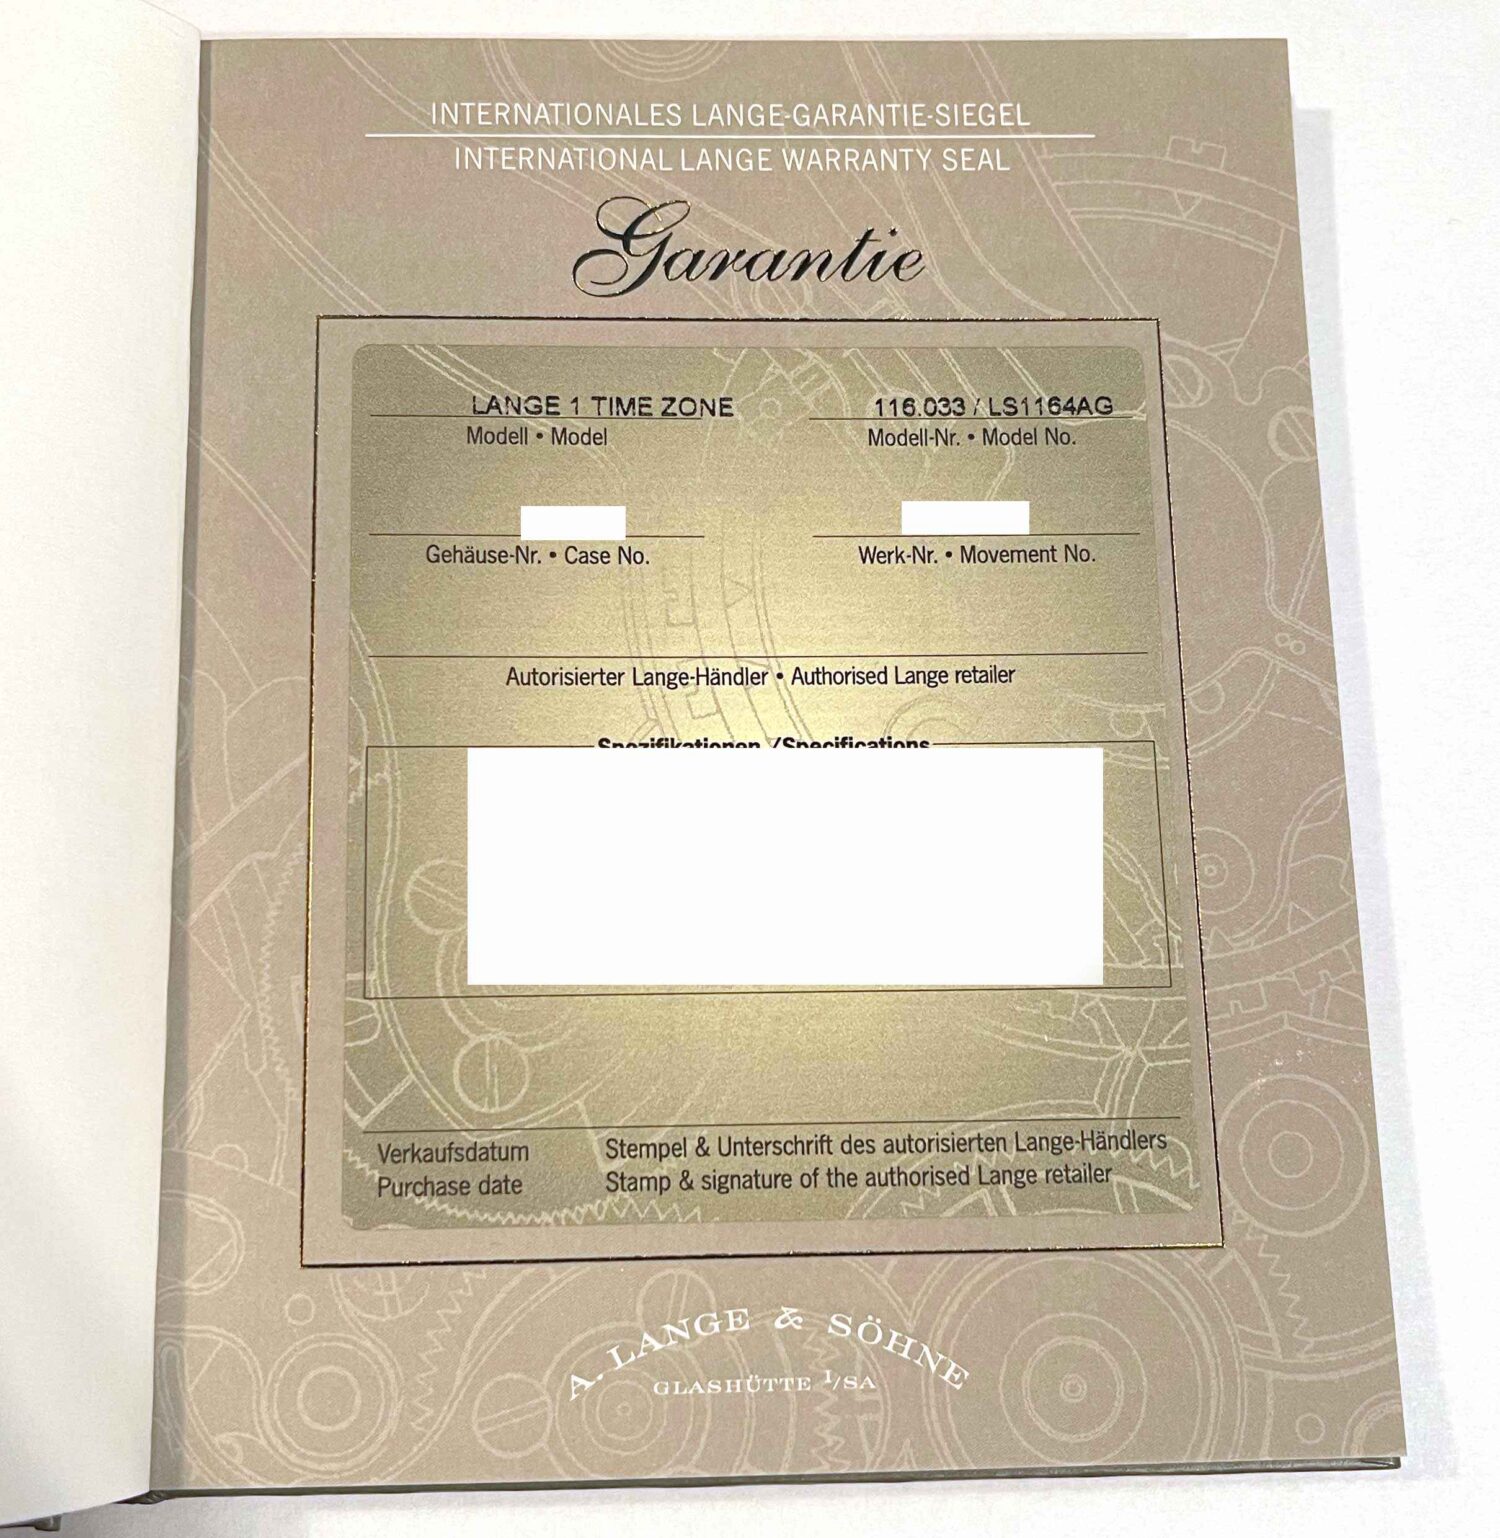 INTERNATIONALES LANGE-GARANTIE-SIEGEL
INTERNATIONAL LANGE WARRANTY SEAL
Garantie
LANGE 1 TIME ZONE
Modell • Model
116.033 / LS1164AG
Modell-Nr. • Model No.
Gehäuse-Nr. • Case No.
Werk-Nr. • Movement No.
Autorisierter Lange-Händler • Authorised Lange retailer
Spezifikationen /Specifications
Verkaufsdatum
Purchase date
Stempel & Unterschrift des autorisierten Lange-Händlers
Stamp & signature of the authorised Lange retailer
A. LANGE & SÖHNE
GLASHÜTTE I/SA